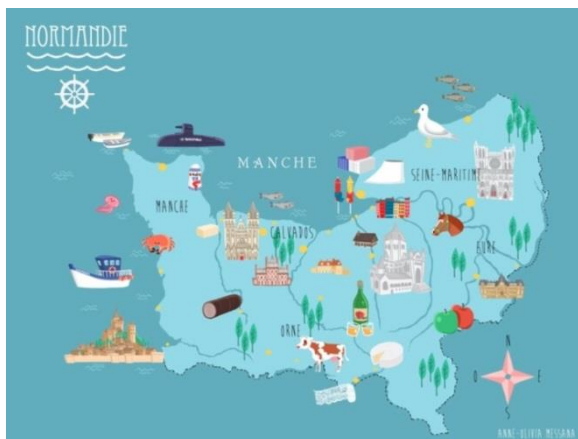 NORMANDIE
MANCHE
SEINE-MARITIME
MANCHE
CALVADOS
EURE
ORNE
N
O E
S
ANNE-OLIVIA MESSANA